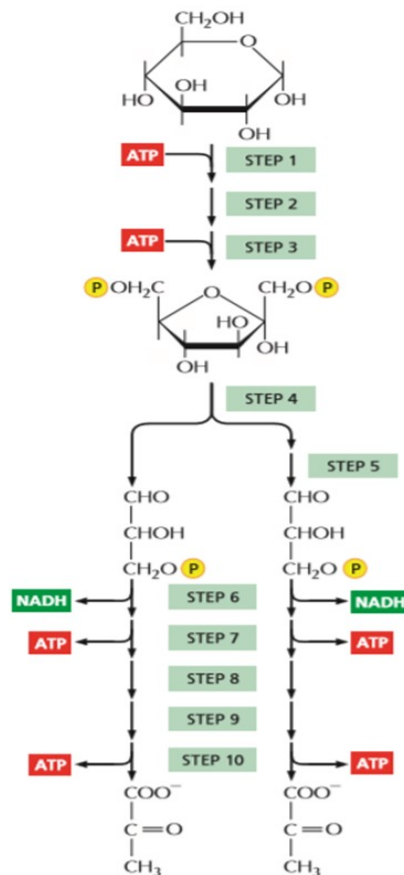 CH₂OH
O
OH
HO
OH
OH
OH
ATP
STEP 1
STEP 2
ATP
STEP 3
P OH₂C
O
CH₂O P
HO
OH
OH
STEP 4
STEP 5
CHO
CHOH
CH₂O P
CHO
CHOH
CH₂O P
NADH
STEP 6
NADH
ATP
STEP 7
ATP
STEP 8
STEP 9
ATP
STEP 10
ATP
COO⁻
C=O
CH₃
COO⁻
C=O
CH₃